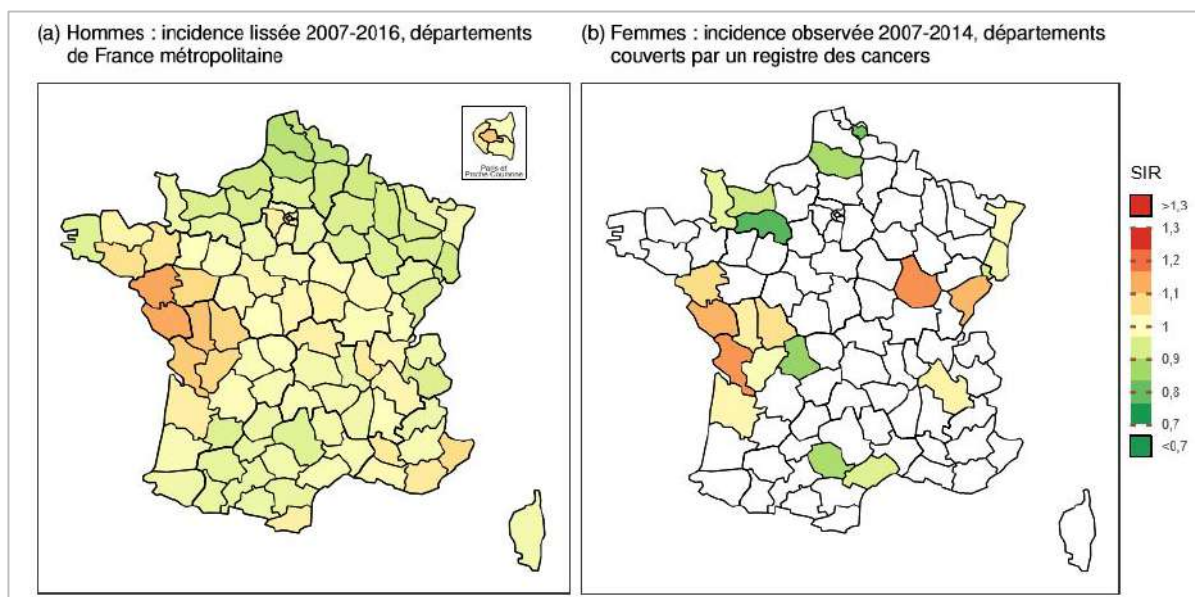 (a) Hommes : incidence lissée 2007-2016, départements
de France métropolitaine
(b) Femmes : incidence observée 2007-2014, départements
couverts par un registre des cancers
Paris et
Proche Couronne
SIR
>1,3
1,3
1,2
1,1
1
0,9
0,8
0,7
<0,7